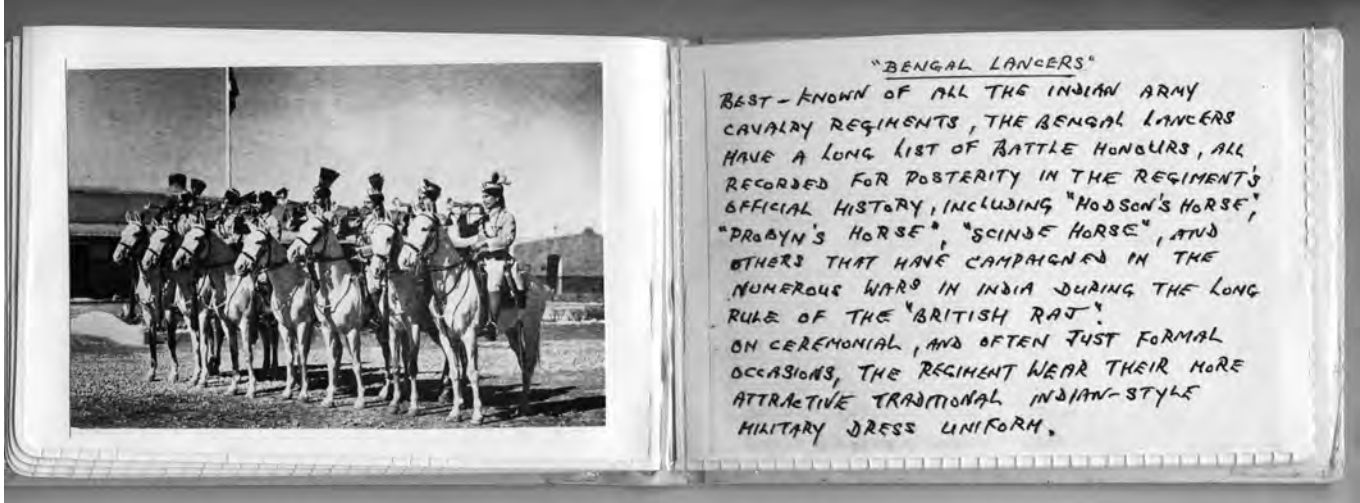 "BENGAL LANCERS"
BEST-KNOWN OF ALL THE INDIAN ARMY
CAVALRY REGIMENTS, THE BENGAL LANCERS
HAVE A LONG LIST OF BATTLE HONOURS, ALL
RECORDED FOR POSTERITY IN THE REGIMENT'S
OFFICIAL HISTORY, INCLUDING "HODSON'S HORSE",
"PROBYN'S HORSE", "SCINDE HORSE", AND
OTHERS THAT HAVE CAMPAIGNED IN THE
NUMEROUS WARS IN INDIA DURING THE LONG
RULE OF THE "BRITISH RAJ".
ON CEREMONIAL, AND OFTEN JUST FORMAL
OCCASIONS, THE REGIMENT WEAR THEIR MORE
ATTRACTIVE TRADITIONAL INDIAN-STYLE
MILITARY DRESS UNIFORM.